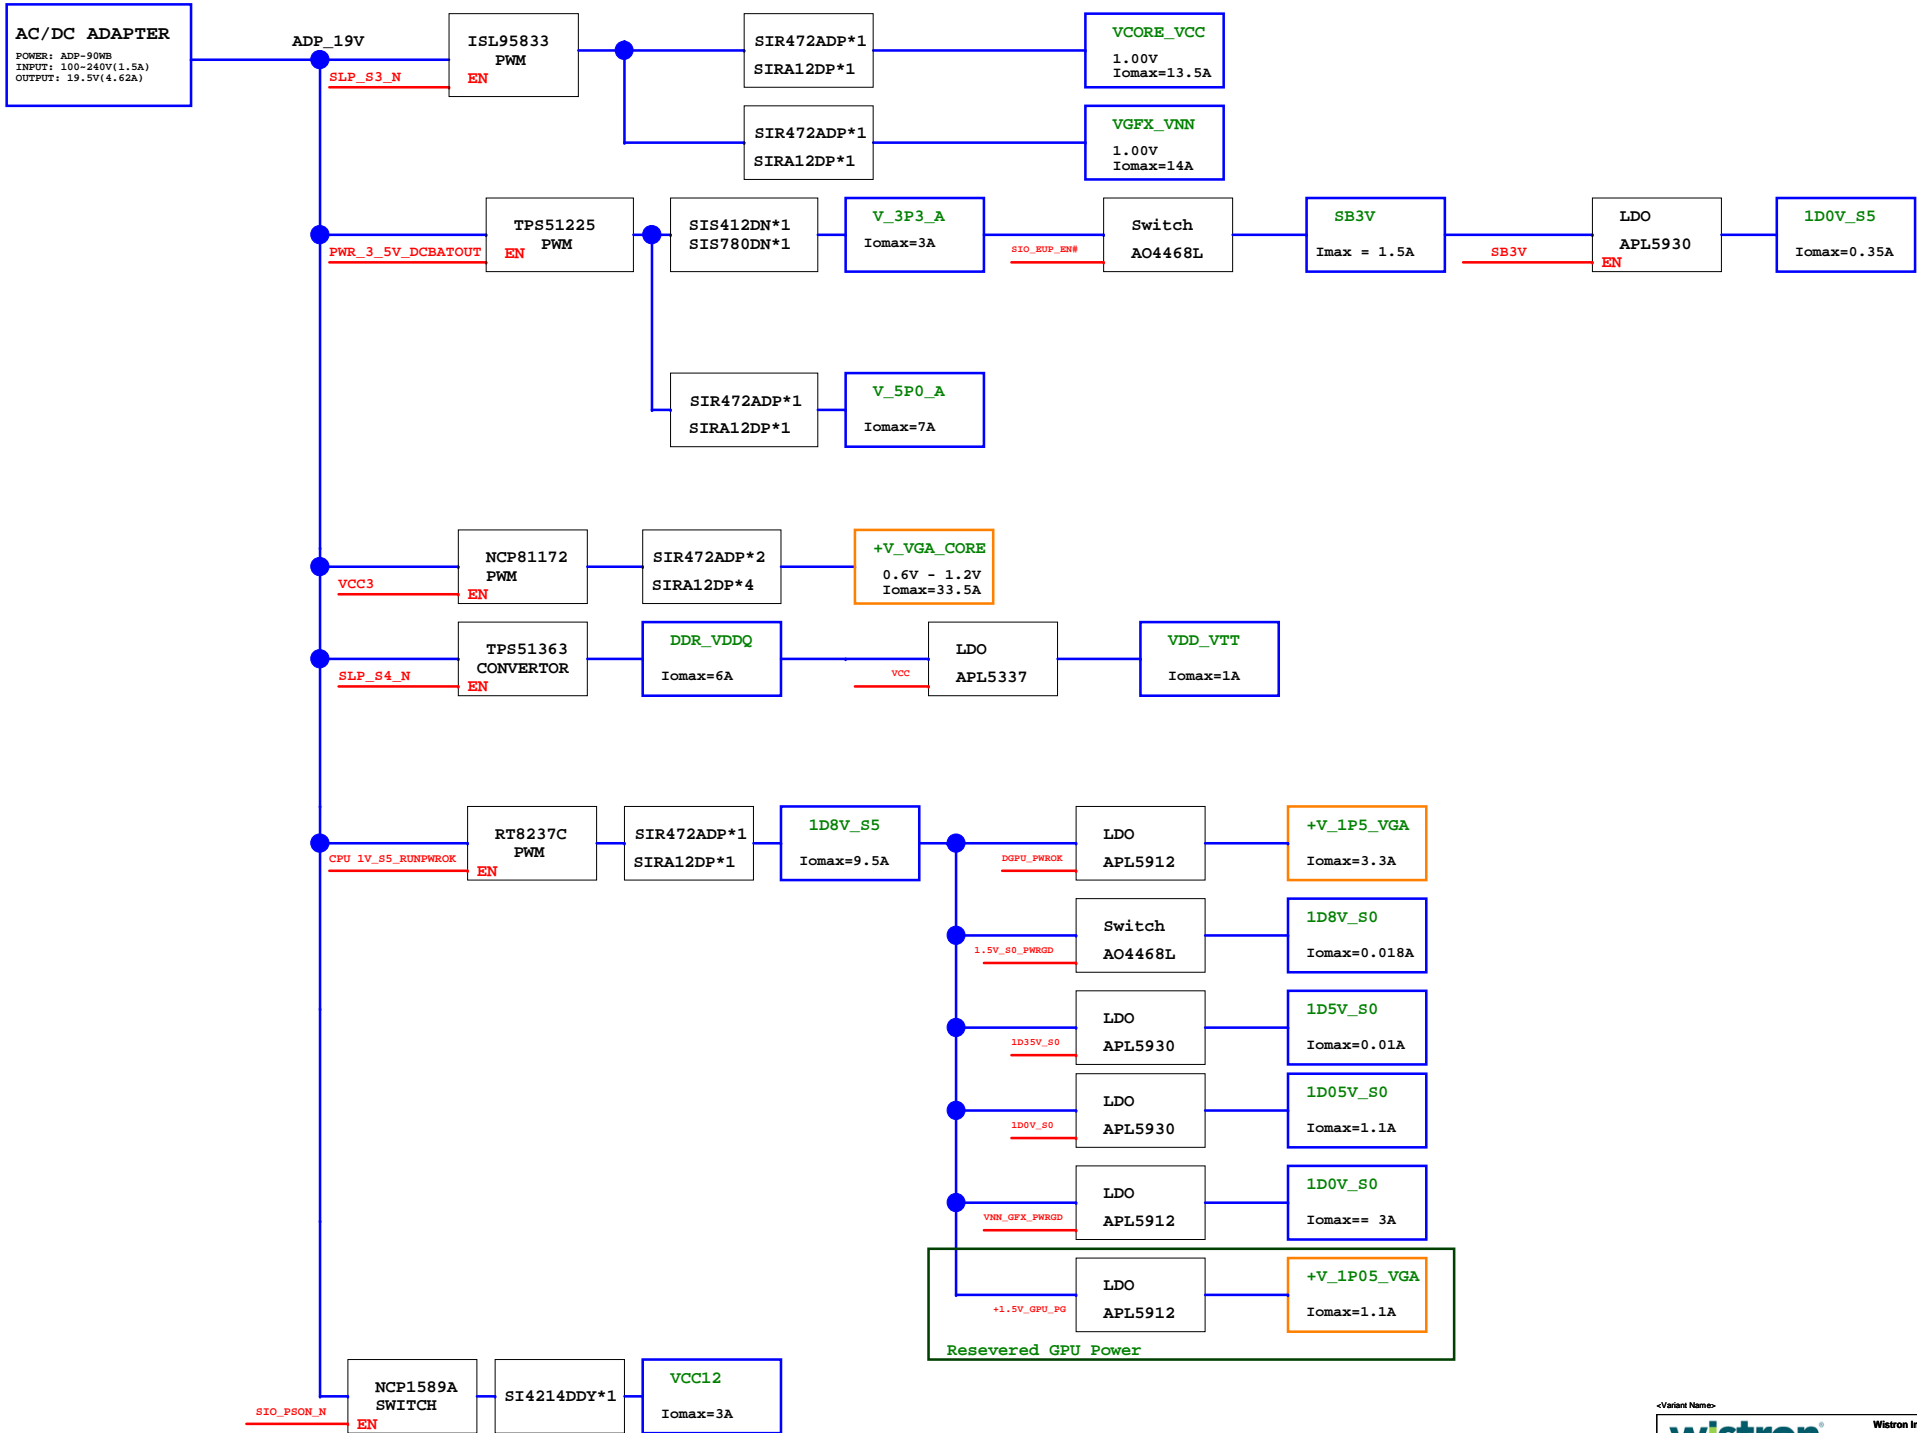 AC/DC ADAPTER
POWER: ADP-90WB
INPUT: 100-240V(1.5A)
OUTPUT: 19.5V(4.62A)
ADP_19V
SLP_S3_N
ISL95833
PWM
EN
SIR472ADP*1
SIRA12DP*1
VCORE_VCC
1.00V
Iomax=13.5A
SIR472ADP*1
SIRA12DP*1
VGFX_VNN
1.00V
Iomax=14A
PWR_3_5V_DCBATOUT
TPS51225
PWM
EN
SIS412DN*1
SIS780DN*1
V_3P3_A
Iomax=3A
SIO_EUP_EN#
Switch
AO4468L
SB3V
Imax = 1.5A
SB3V
LDO
APL5930
EN
1D0V_S5
Iomax=0.35A
SIR472ADP*1
SIRA12DP*1
V_5P0_A
Iomax=7A
VCC3
NCP81172
PWM
EN
SIR472ADP*2
SIRA12DP*4
+V_VGA_CORE
0.6V - 1.2V
Iomax=33.5A
SLP_S4_N
TPS51363
CONVERTOR
EN
DDR_VDDQ
Iomax=6A
VCC
LDO
APL5337
VDD_VTT
Iomax=1A
CPU 1V_S5_RUNPWROK
RT8237C
PWM
EN
SIR472ADP*1
SIRA12DP*1
1D8V_S5
Iomax=9.5A
DGPU_PWROK
LDO
APL5912
+V_1P5_VGA
Iomax=3.3A
1.5V_S0_PWRGD
Switch
AO4468L
1D8V_S0
Iomax=0.018A
1D35V_S0
LDO
APL5930
1D5V_S0
Iomax=0.01A
1D0V_S0
LDO
APL5930
1D05V_S0
Iomax=1.1A
VNN_GFX_PWRGD
LDO
APL5912
1D0V_S0
Iomax== 3A
+1.5V_GPU_PG
LDO
APL5912
+V_1P05_VGA
Iomax=1.1A
Resevered GPU Power
SIO_PSON_N
NCP1589A
SWITCH
EN
SI4214DDY*1
VCC12
Iomax=3A
<Variant Name>
wistron
Wistron